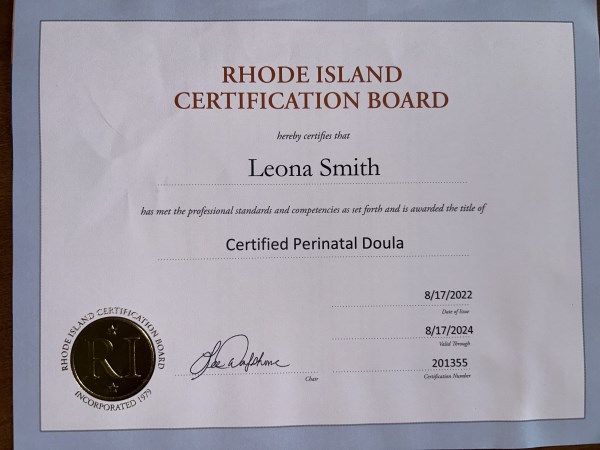 RHODE ISLAND
CERTIFICATION BOARD
hereby certifies that
Leona Smith
has met the professional standards and competencies as set forth and is awarded the title of
Certified Perinatal Doula
8/17/2022
Date of Issue
8/17/2024
Valid Through
201355
Certification Number
Chair
RHODE ISLAND CERTIFICATION BOARD
RI
INCORPORATED 1979